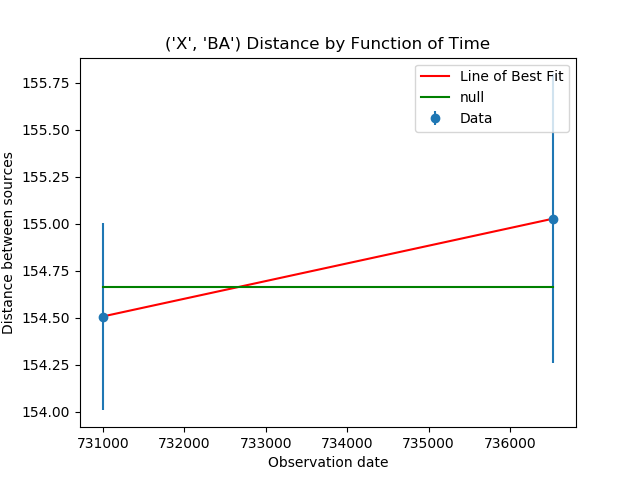 ('X', 'BA') Distance by Function of Time
Line of Best Fit
null
Data
155.75
155.50
155.25
155.00
154.75
154.50
154.25
154.00
Distance between sources
731000 732000 733000 734000 735000 736000
Observation date